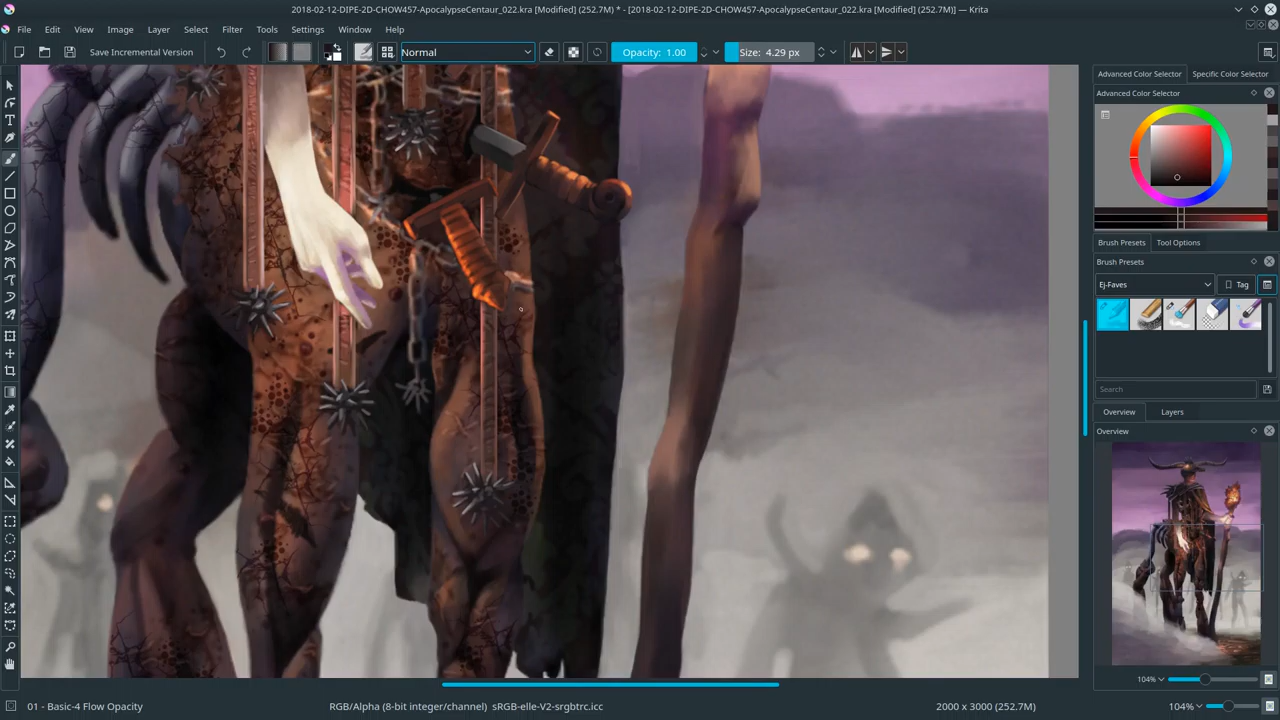 2018-02-12-DIPE-2D-CHOW457-ApocalypseCentaur_022.kra [Modified] (252.7M) * - [2018-02-12-DIPE-2D-CHOW457-ApocalypseCentaur_022.kra [Modified] (252.7M)] — Krita
File Edit View Image Layer Select Filter Tools Settings Window Help
Save Incremental Version Normal Opacity: 1.00 Size: 4.29 px
Advanced Color Selector Specific Color Selector
Advanced Color Selector
Brush Presets Tool Options
Brush Presets
Ej-Faves Tag
Search
Overview Layers
Overview
104%
01 - Basic-4 Flow Opacity RGB/Alpha (8-bit integer/channel) sRGB-elle-V2-srgbtrc.icc 2000 x 3000 (252.7M) 104%